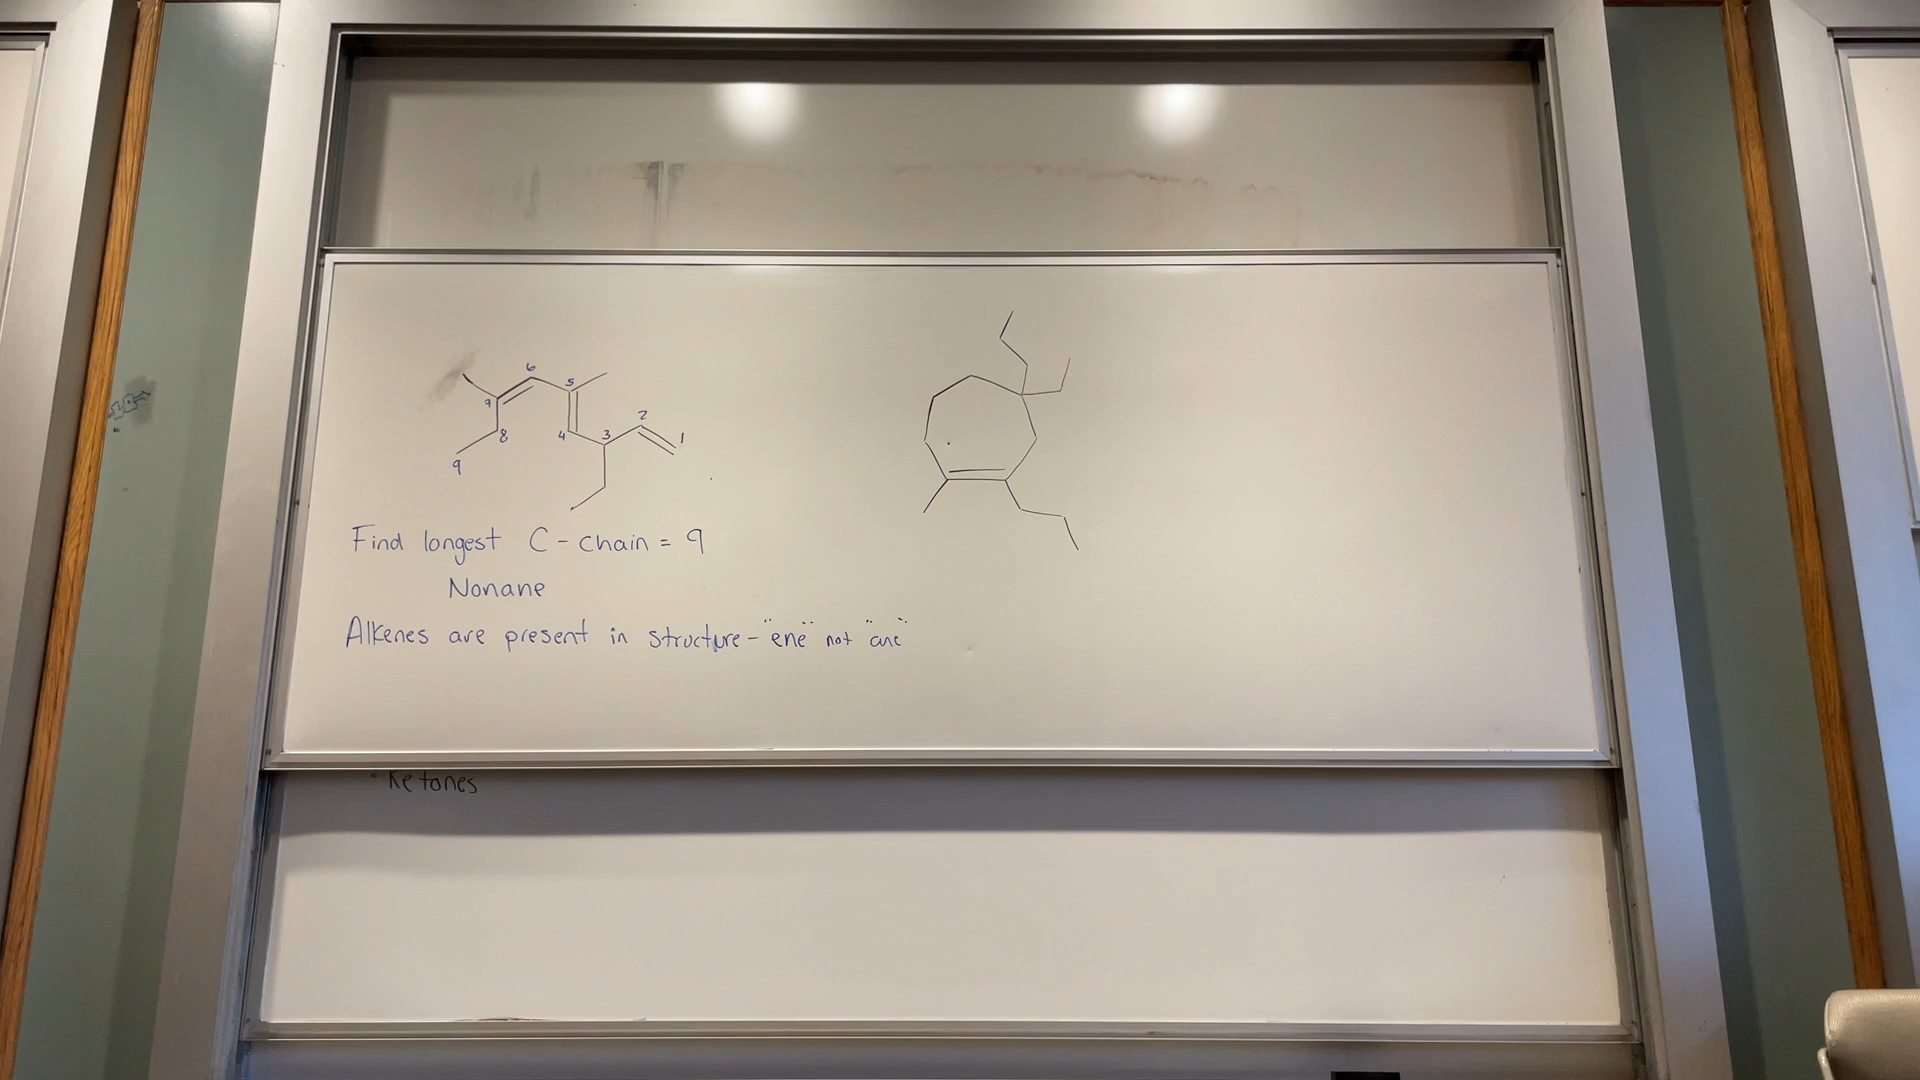 6
5
7
2
8
4
3
1
9
Find longest C - chain = 9
Nonane
Alkenes are present in structure - "ene" not "ane"
Ketones